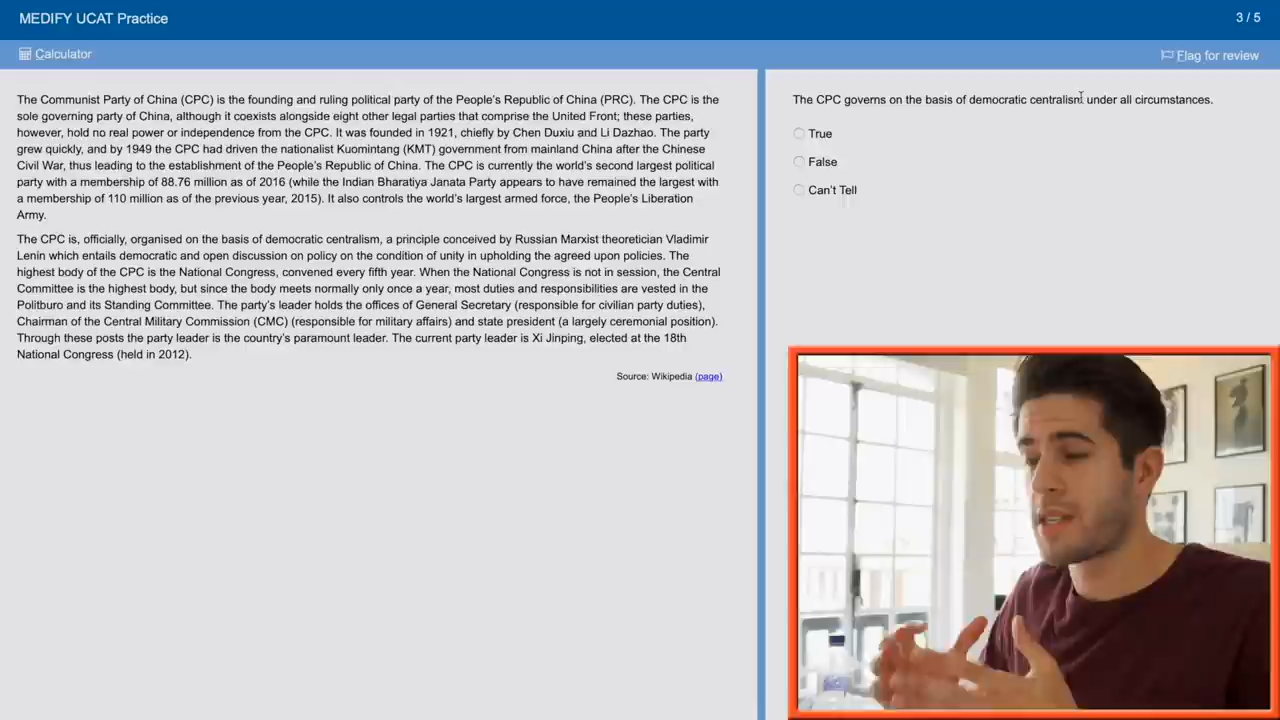 MEDIFY UCAT Practice
3 / 5
Calculator
Flag for review
The Communist Party of China (CPC) is the founding and ruling political party of the People's Republic of China (PRC). The CPC is the
sole governing party of China, although it coexists alongside eight other legal parties that comprise the United Front; these parties,
however, hold no real power or independence from the CPC. It was founded in 1921, chiefly by Chen Duxiu and Li Dazhao. The party
grew quickly, and by 1949 the CPC had driven the nationalist Kuomintang (KMT) government from mainland China after the Chinese
Civil War, thus leading to the establishment of the People's Republic of China. The CPC is currently the world's second largest political
party with a membership of 88.76 million as of 2016 (while the Indian Bharatiya Janata Party appears to have remained the largest with
a membership of 110 million as of the previous year, 2015). It also controls the world's largest armed force, the People's Liberation
Army.
The CPC is, officially, organised on the basis of democratic centralism, a principle conceived by Russian Marxist theoretician Vladimir
Lenin which entails democratic and open discussion on policy on the condition of unity in upholding the agreed upon policies. The
highest body of the CPC is the National Congress, convened every fifth year. When the National Congress is not in session, the Central
Committee is the highest body, but since the body meets normally only once a year, most duties and responsibilities are vested in the
Politburo and its Standing Committee. The party's leader holds the offices of General Secretary (responsible for civilian party duties),
Chairman of the Central Military Commission (CMC) (responsible for military affairs) and state president (a largely ceremonial position).
Through these posts the party leader is the country's paramount leader. The current party leader is Xi Jinping, elected at the 18th
National Congress (held in 2012).
Source: Wikipedia (page)
The CPC governs on the basis of democratic centralism under all circumstances.
True
False
Can't Tell